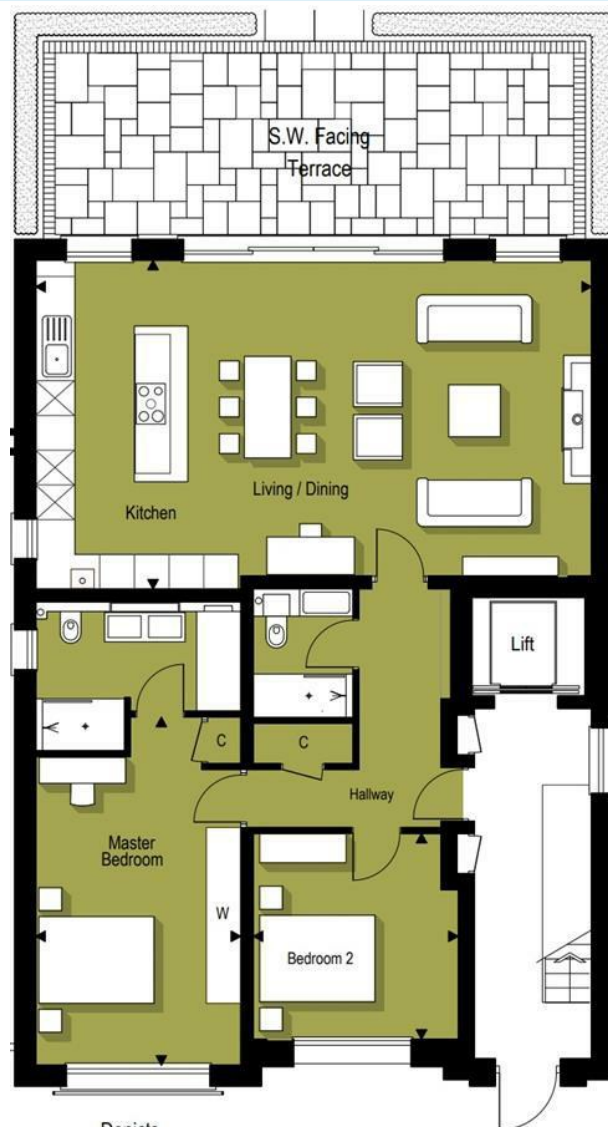 S.W. Facing
Terrace
Living / Dining
Kitchen
Lift
C
C
Hallway
Master
Bedroom
W
Bedroom 2